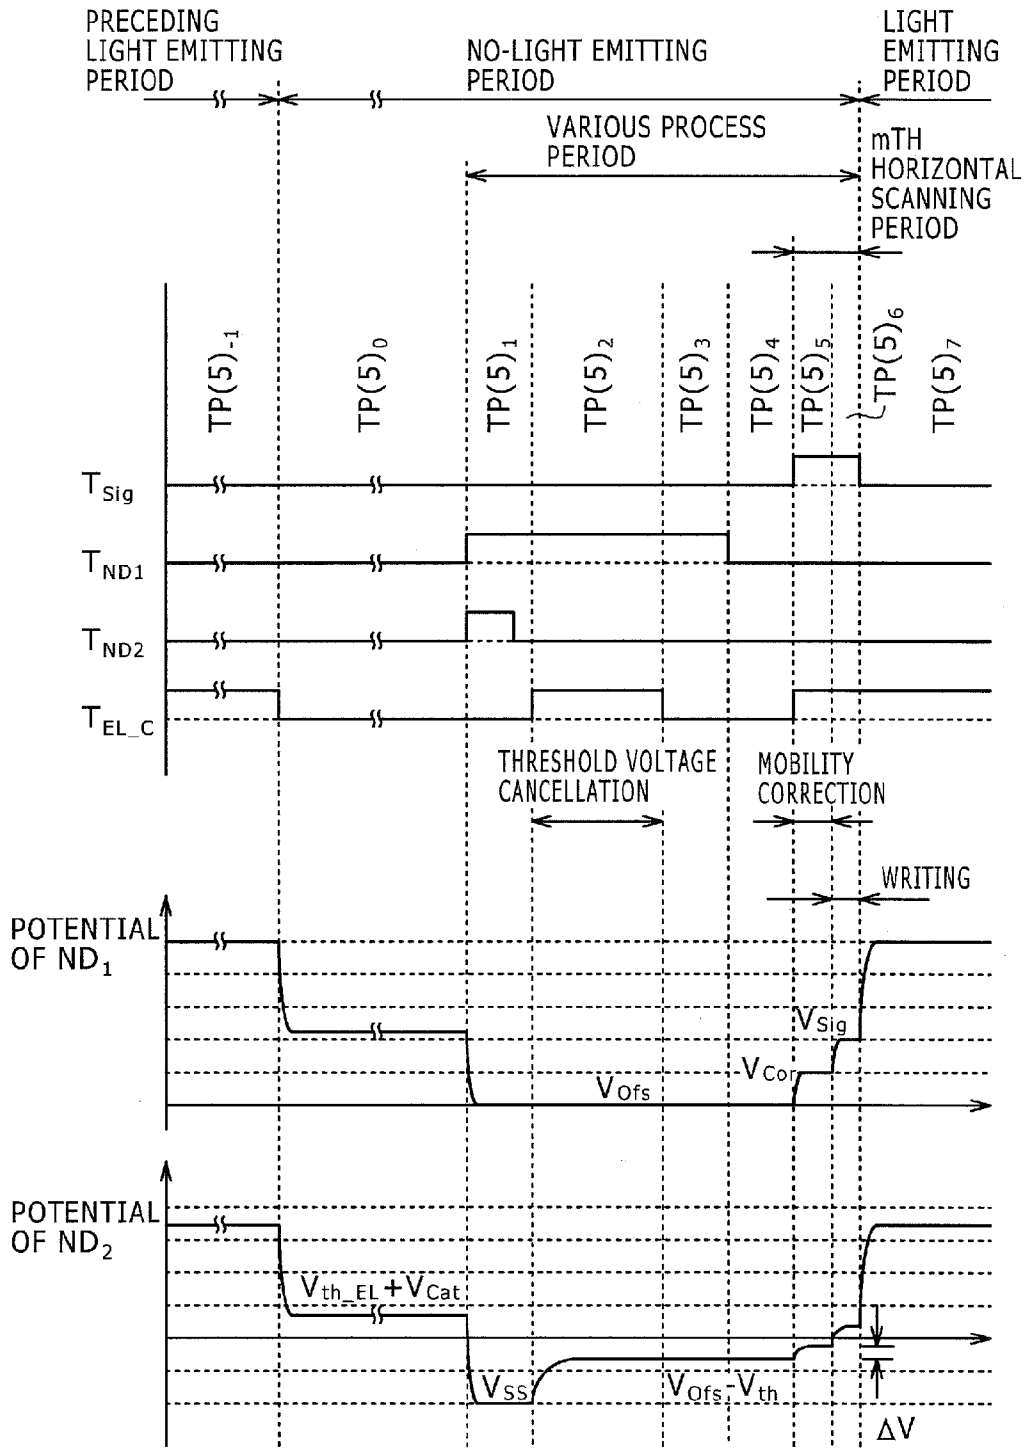 PRECEDING
LIGHT EMITTING
PERIOD
NO-LIGHT EMITTING
PERIOD
LIGHT
EMITTING
PERIOD
VARIOUS PROCESS
PERIOD
mTH
HORIZONTAL
SCANNING
PERIOD
TP(5)-1
TP(5)0
TP(5)1
TP(5)2
TP(5)3
TP(5)4
TP(5)5
TP(5)6
TP(5)7
TSig
TND1
TND2
TEL_C
THRESHOLD VOLTAGE
CANCELLATION
MOBILITY
CORRECTION
WRITING
POTENTIAL
OF ND1
VSig
VCor
VOfs
POTENTIAL
OF ND2
Vth_EL+VCat
VSS
VOfs-Vth
ΔV